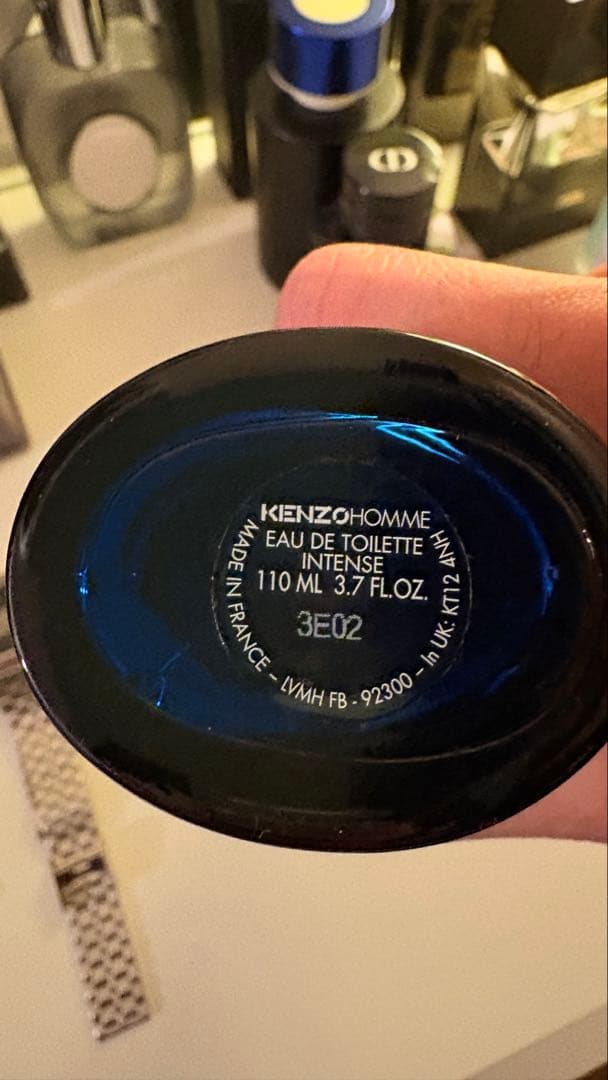 KENZOHOMME
EAU DE TOILETTE
INTENSE
110 ML 3.7 FL.OZ.
3E02
MADE IN FRANCE – LVMH FB - 92300 – In UK: KT12 4NH